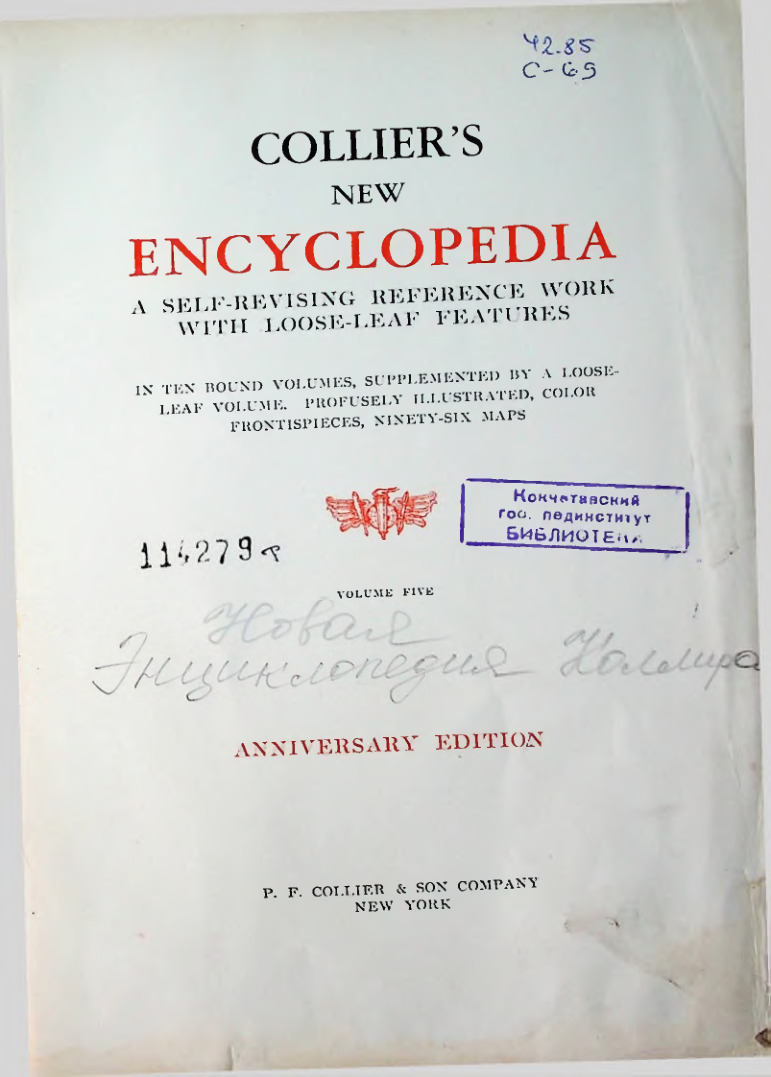 42.85
C-69
COLLIER'S
NEW
ENCYCLOPEDIA
A SELF-REVISING REFERENCE WORK
WITH LOOSE-LEAF FEATURES
IN TEN BOUND VOLUMES, SUPPLEMENTED BY A LOOSE-
LEAF VOLUME. PROFUSELY ILLUSTRATED, COLOR
FRONTISPIECES, NINETY-SIX MAPS
Кокчетавский
гос. пединститут
БИБЛИОТЕКА
114279
VOLUME FIVE
Новая
Энциклопедия Коллиера
ANNIVERSARY EDITION
P. F. COLLIER & SON COMPANY
NEW YORK